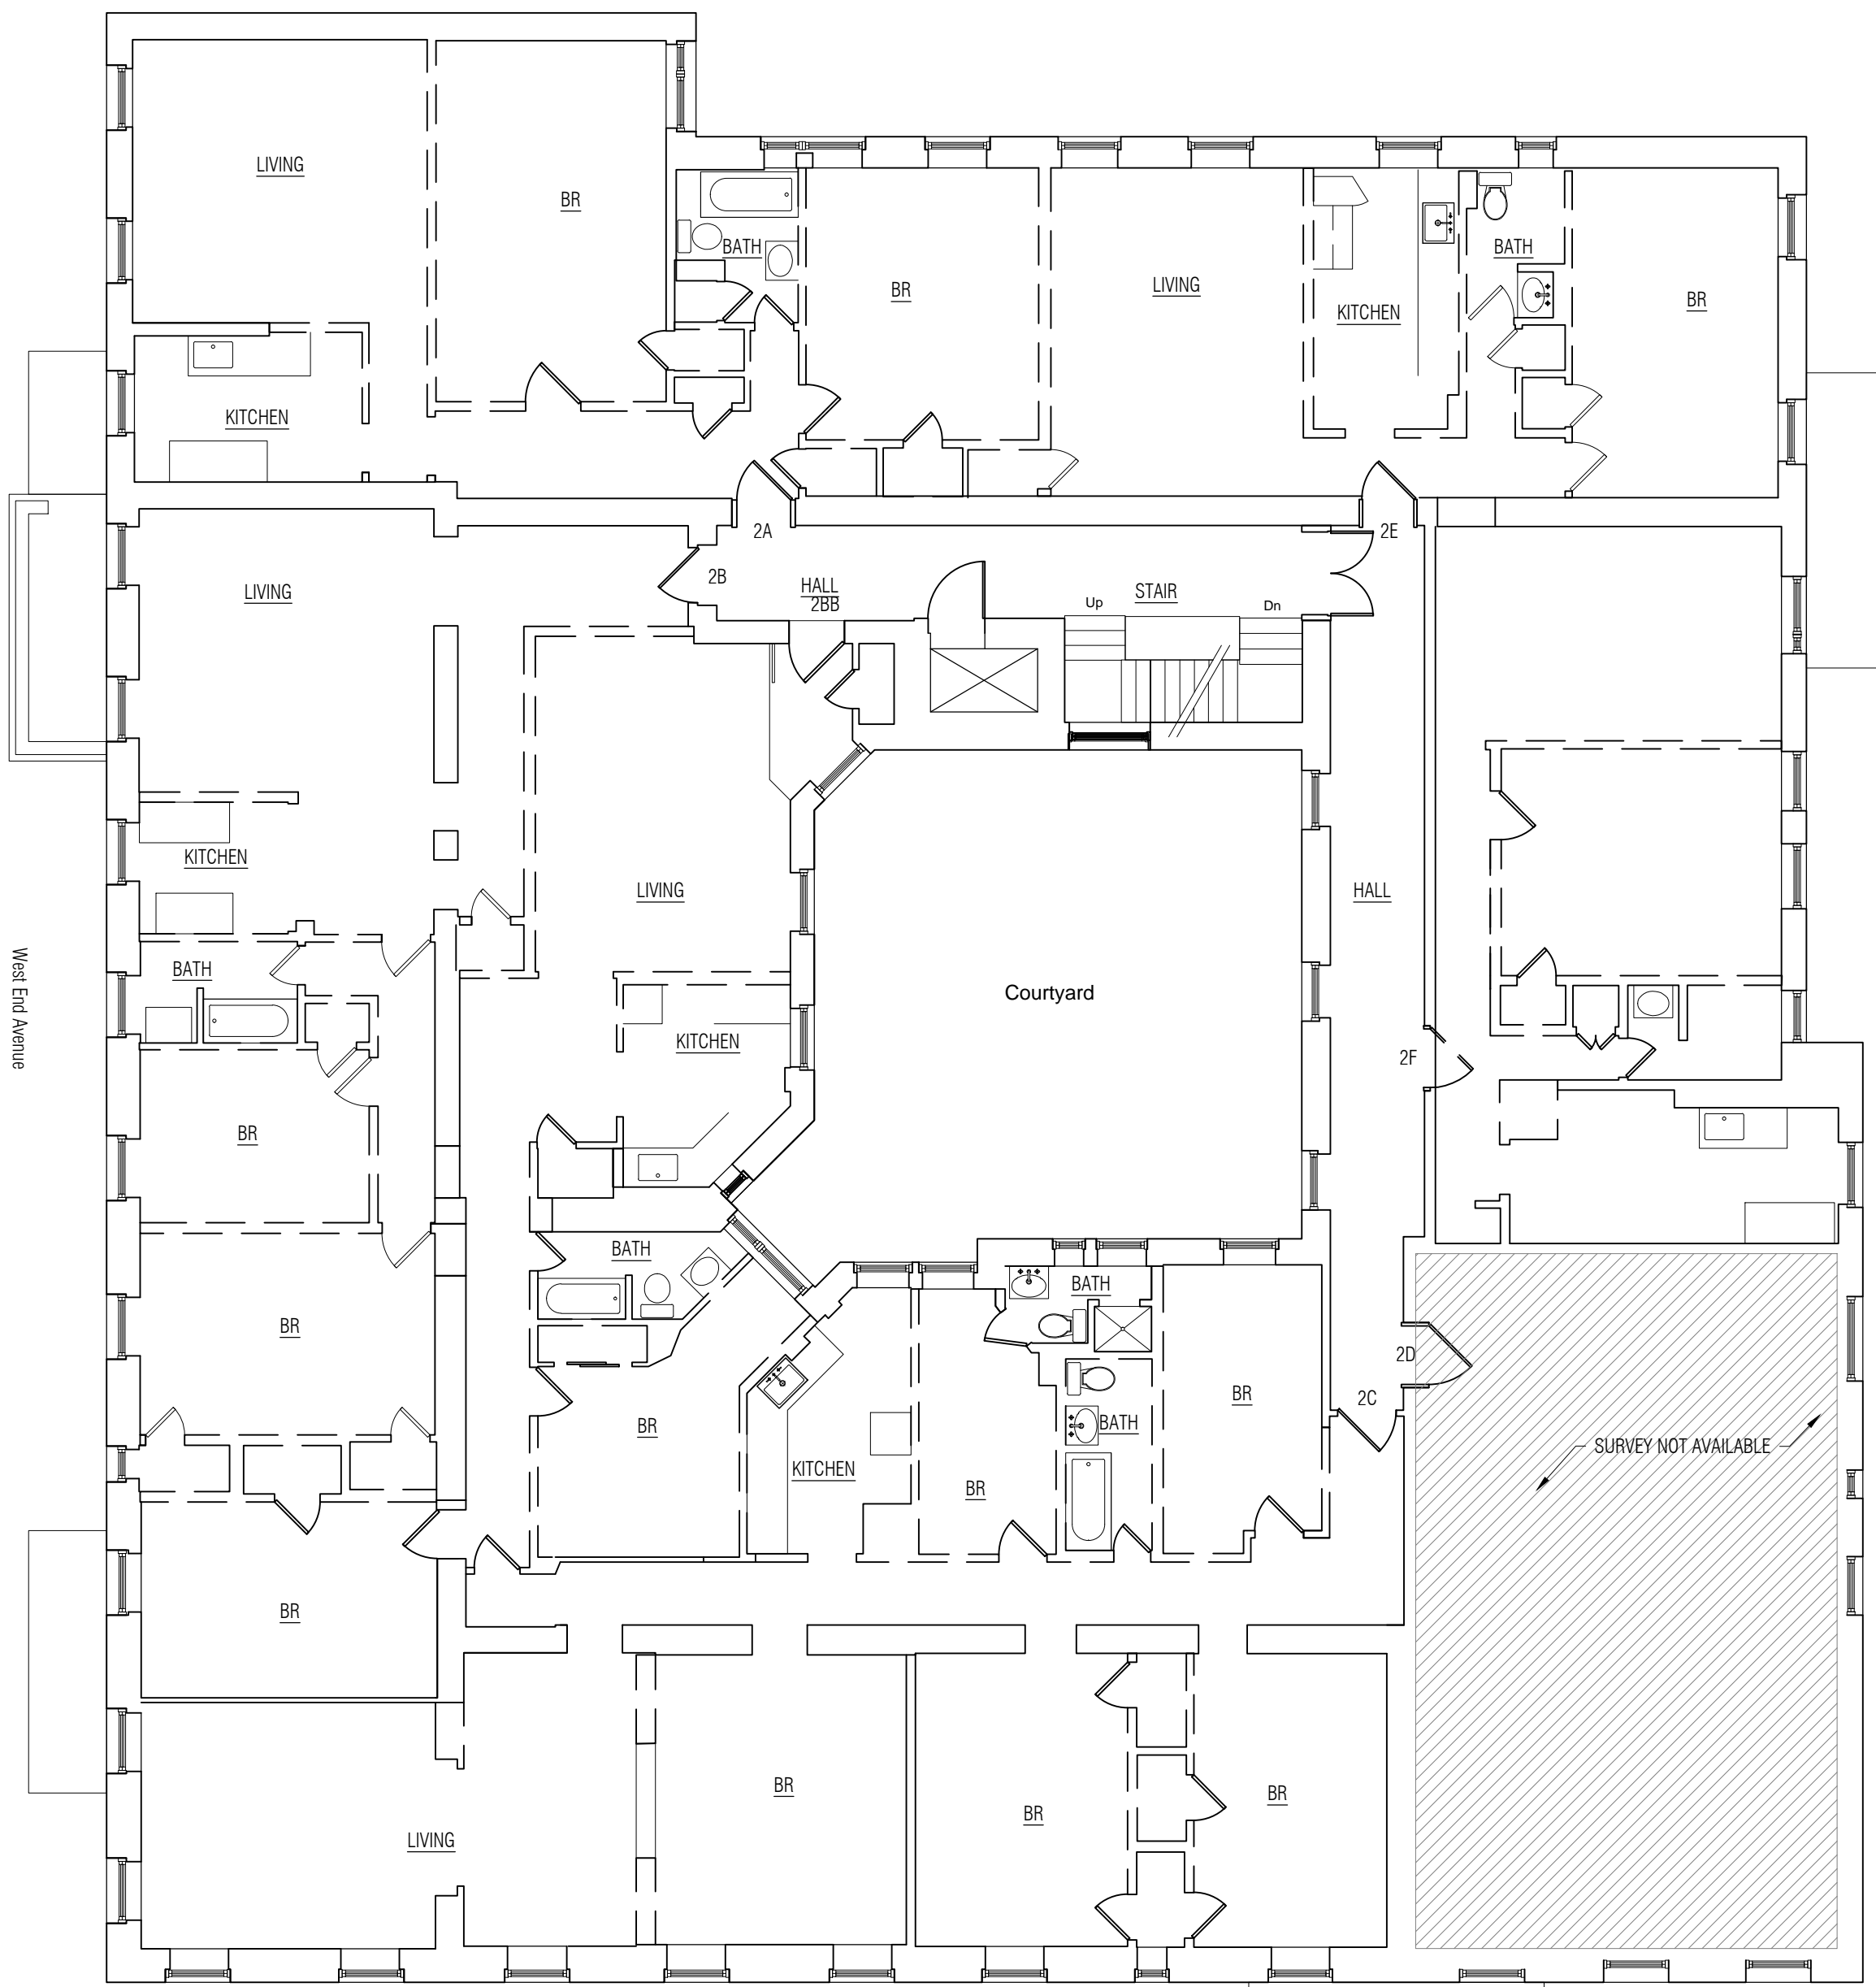 LIVING
BR
BATH
BR
LIVING
KITCHEN
BATH
BR
KITCHEN
2A
2E
2B
HALL
2BB
STAIR
Up
Dn
LIVING
KITCHEN
LIVING
HALL
West End Avenue
BATH
Courtyard
KITCHEN
2F
BR
BATH
BATH
BR
2D
BR
2C
BR
BATH
KITCHEN
BR
SURVEY NOT AVAILABLE
BR
LIVING
BR
BR
BR